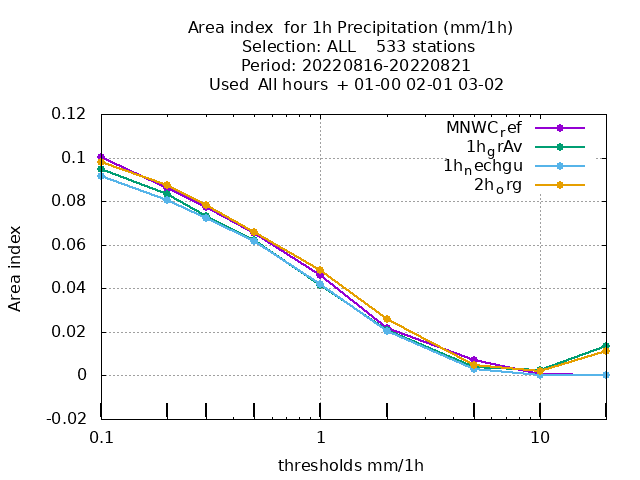 Area index  for 1h Precipitation (mm/1h)
Selection: ALL    533 stations
Period: 20220816-20220821
Used  All hours  + 01-00 02-01 03-02
0.12
0.1
0.08
0.06
0.04
0.02
0
-0.02
Area index
MNWC_ref
1h_grAv
1h_nechgu
2h_org
0.1
1
10
thresholds mm/1h